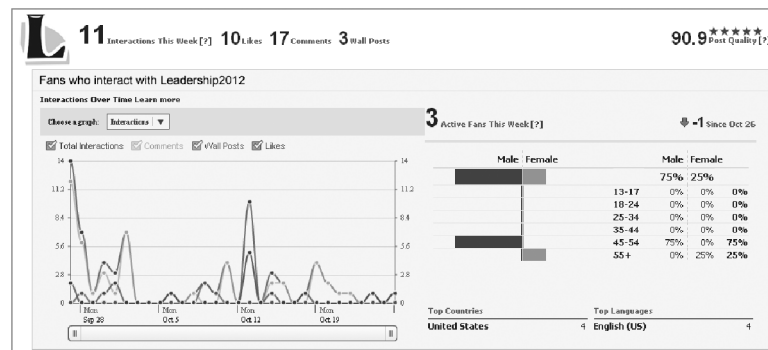 L
11 Interactions This Week [?] 10 Likes 17 Comments 3 Wall Posts
90.9 Post Quality [?]
Fans who interact with Leadership2012
Interactions Over Time Learn more
Choose a graph: Interactions
Total Interactions Comments Wall Posts Likes
14 14
11.2 11.2
8.4 8.4
5.6 5.6
2.8 2.8
0 0
Mon Mon Mon Mon
Sep 28 Oct 5 Oct 12 Oct 19
3 Active Fans This Week [?] -1 Since Oct 26
Male Female Male Female
75% 25%
13-17 0% 0% 0%
18-24 0% 0% 0%
25-34 0% 0% 0%
35-44 0% 0% 0%
45-54 75% 0% 75%
55+ 0% 25% 25%
Top Countries Top Languages
United States 4 English (US) 4